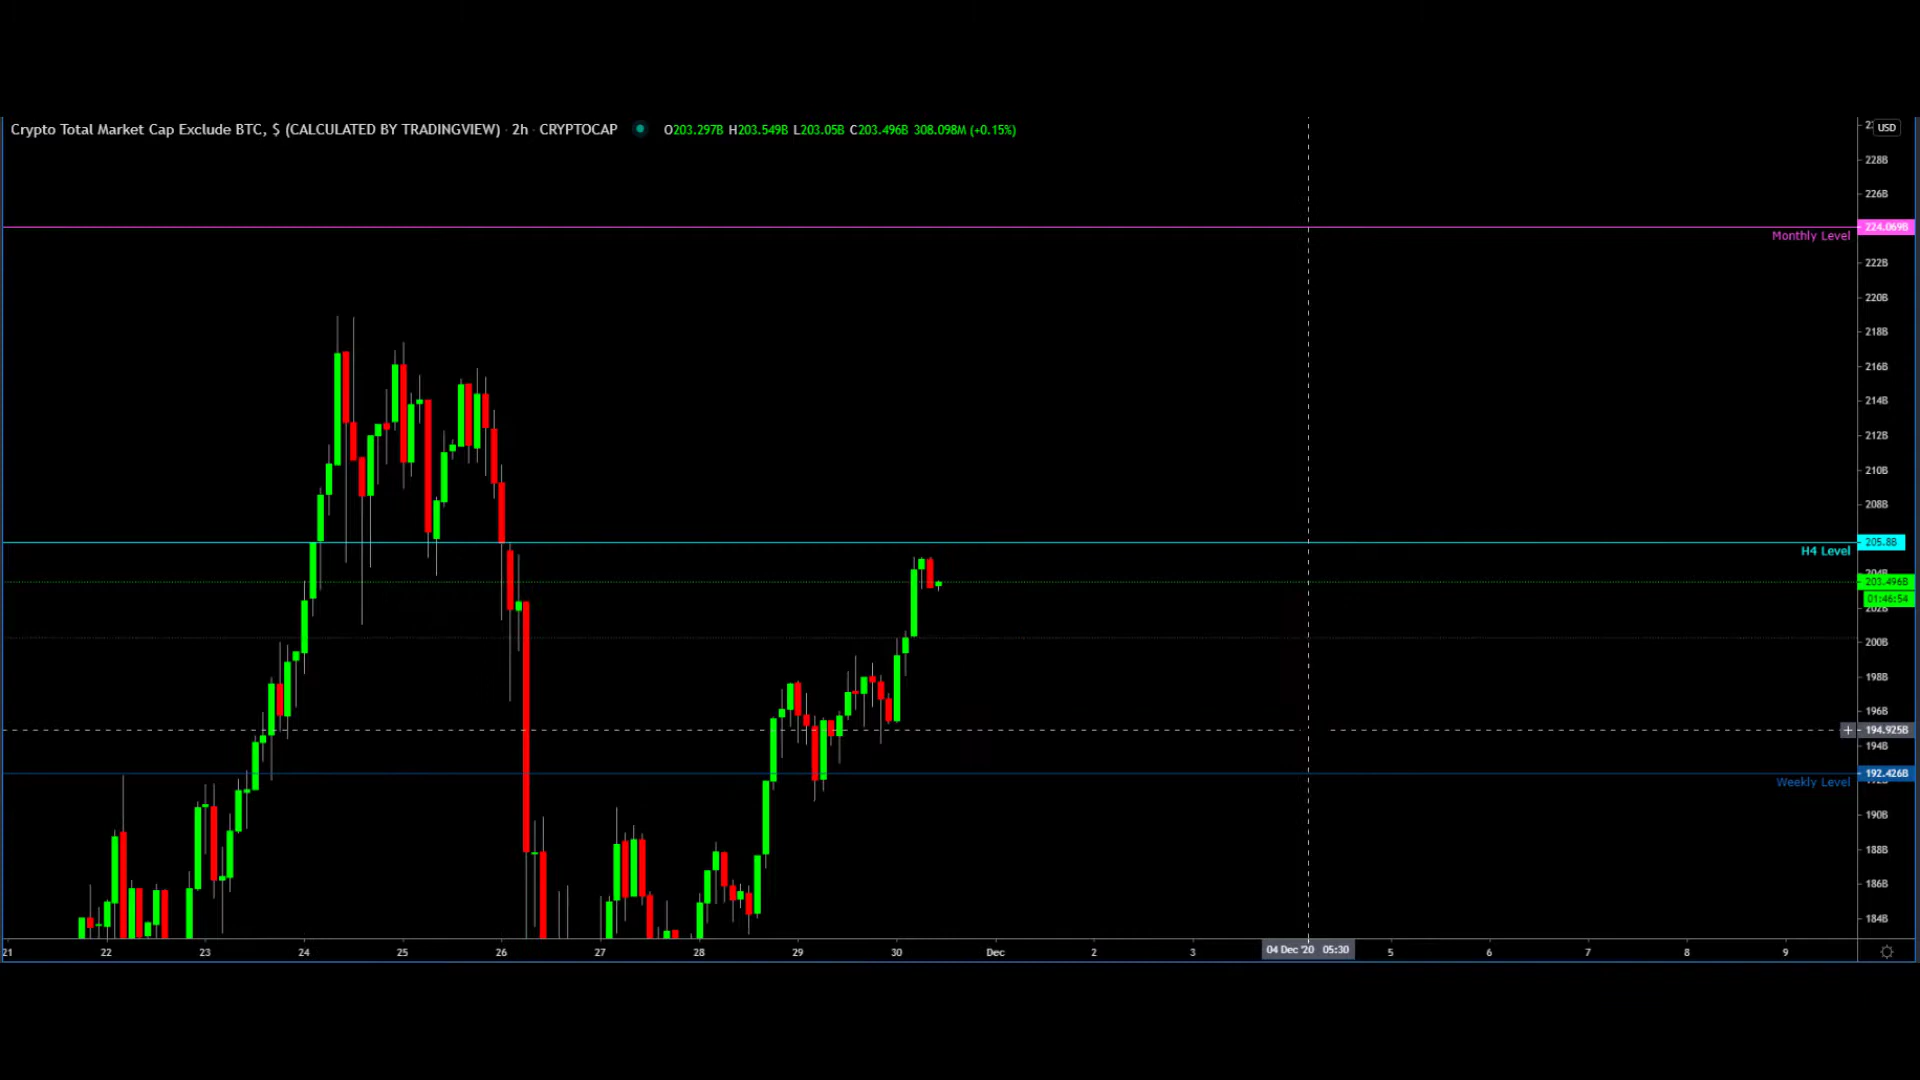 Crypto Total Market Cap Exclude BTC, $ (CALCULATED BY TRADINGVIEW) · 2h · CRYPTOCAP O203.297B H203.549B L203.05B C203.496B 308.098M (+0.15%)
USD
228B
226B
224.069B
Monthly Level
222B
220B
218B
216B
214B
212B
210B
208B
205.8B
H4 Level
203.496B
01:46:54
200B
198B
196B
194.925B
194B
192.426B
Weekly Level
190B
188B
186B
184B
21 22 23 24 25 26 27 28 29 30 Dec 2 3 04 Dec '20 05:30 5 6 7 8 9